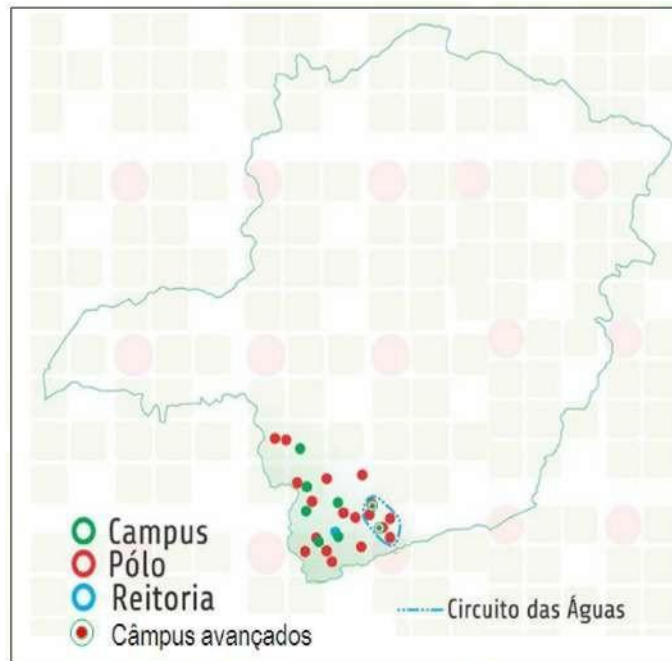 Campus
Pólo
Reitoria
Câmpus avançados
Circuito das Águas